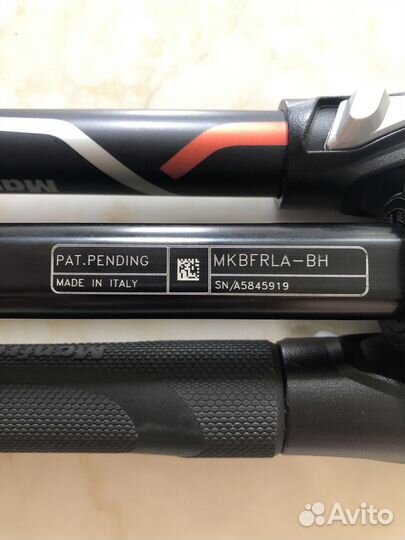 PAT.PENDING
MKBFRLA-BH
MADE IN ITALY
SN/A5845919
Avito